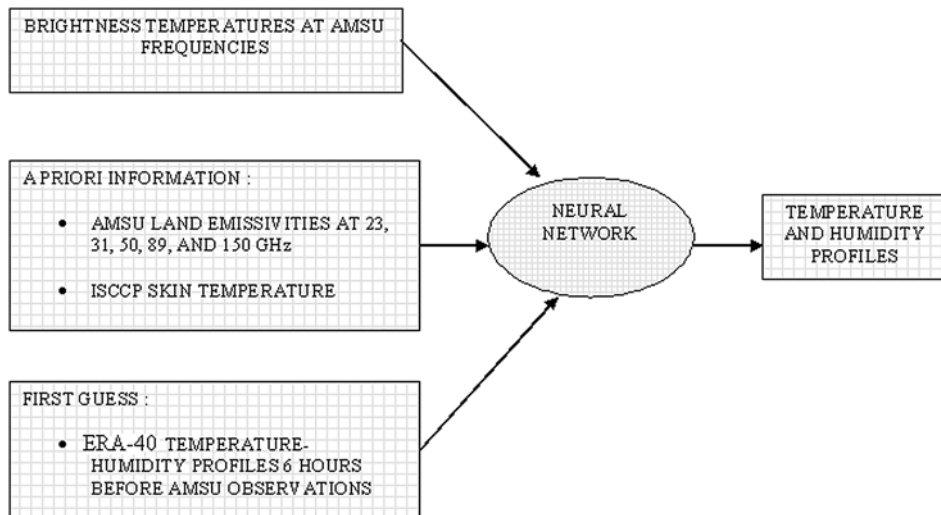 BRIGHTNESS TEMPERATURES AT AMSU
FREQUENCIES
A PRIORI INFORMATION :
• AMSU LAND EMISSIVITIES AT 23,
31, 50, 89, AND 150 GHz
• ISCCP SKIN TEMPERATURE
FIRST GUESS :
• ERA-40 TEMPERATURE-
HUMIDITY PROFILES 6 HOURS
BEFORE AMSU OBSERVATIONS
NEURAL
NETWORK
TEMPERATURE
AND HUMIDITY
PROFILES